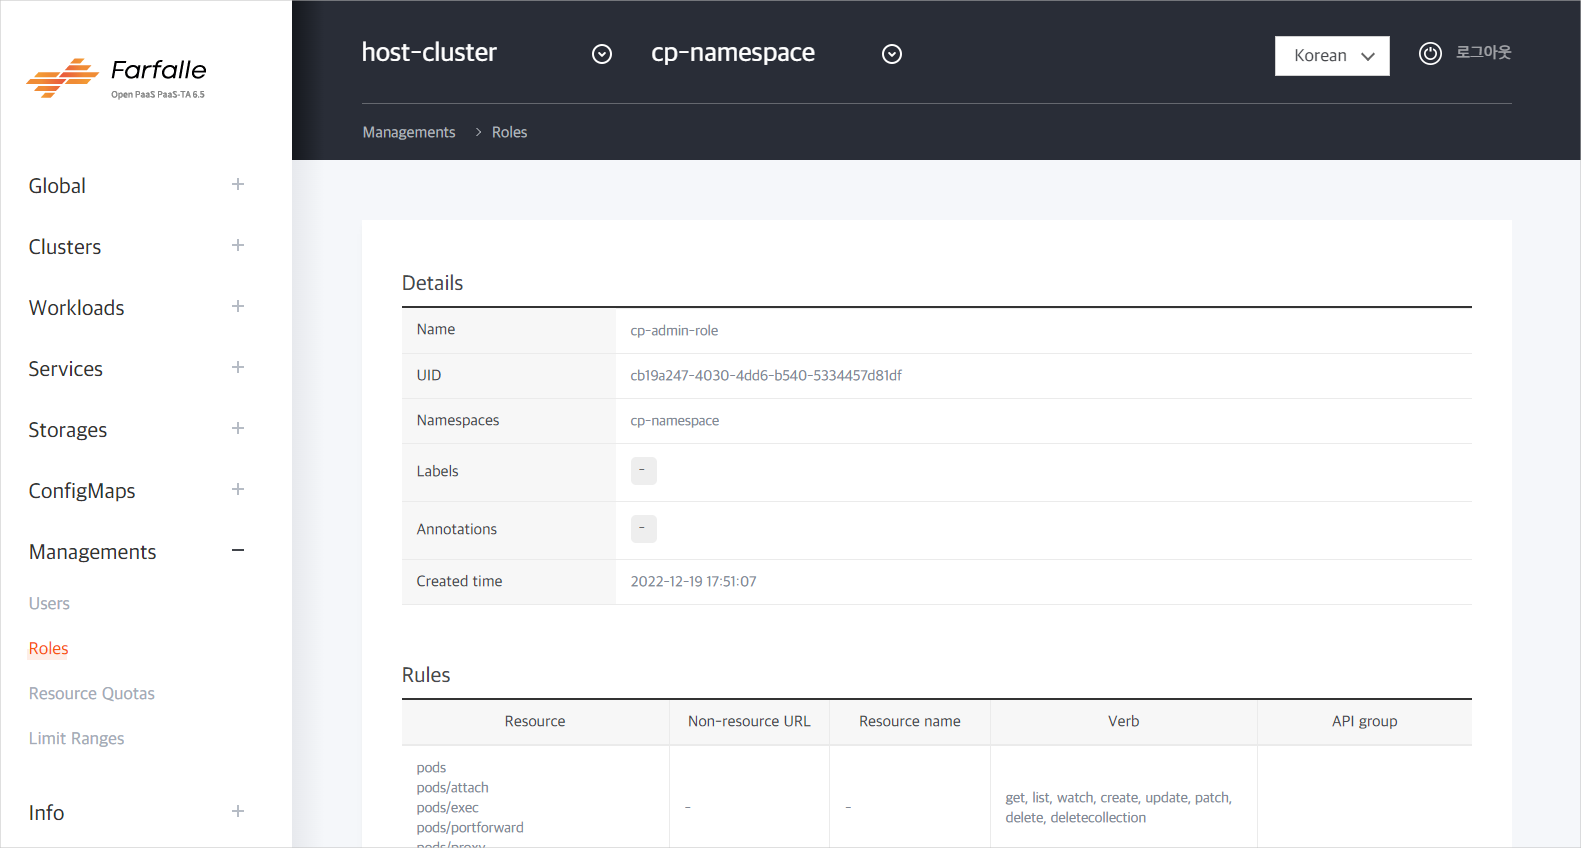 Farfalle
Open PaaS PaaS-TA 6.5
host-cluster
cp-namespace
Korean
로그아웃
Managements > Roles
Global
Clusters
Workloads
Services
Storages
ConfigMaps
Managements
Users
Roles
Resource Quotas
Limit Ranges
Info
Details
Name cp-admin-role
UID cb19a247-4030-4dd6-b540-5334457d81df
Namespaces cp-namespace
Labels -
Annotations -
Created time 2022-12-19 17:51:07
Rules
Resource Non-resource URL Resource name Verb API group
pods
pods/attach
pods/exec
pods/portforward
pods/proxy
-
-
get, list, watch, create, update, patch,
delete, deletecollection